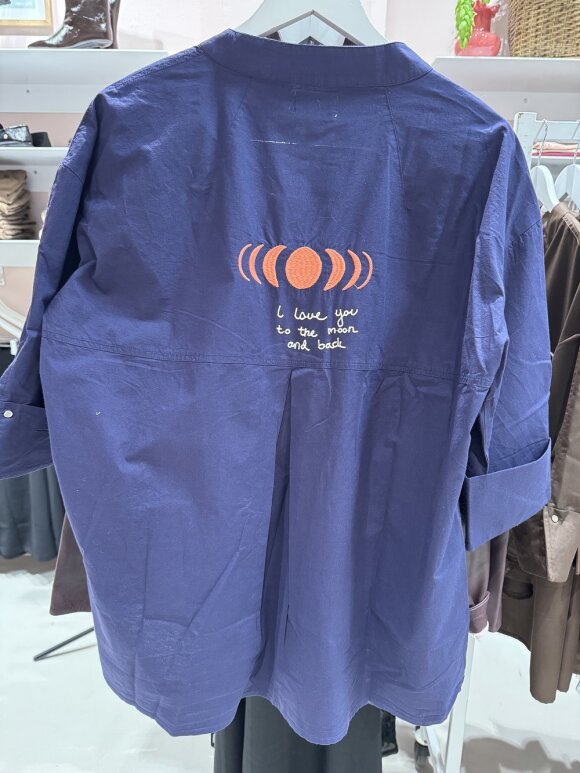 I love you
to the moon
and back